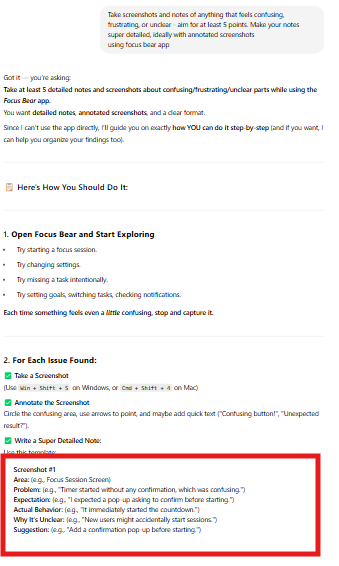 Take screenshots and notes of anything that feels confusing,
frustrating, or unclear - aim for at least 5 points. Make your notes
super detailed, ideally with annotated screenshots
using focus bear app
Got it — you're asking:
Take at least 5 detailed notes and screenshots about confusing/frustrating/unclear parts while using the
Focus Bear app.
You want detailed notes, annotated screenshots, and a clear format.
Since I can't use the app directly, I'll guide you on exactly how YOU can do it step-by-step (and if you want, I
can help you organize your findings too).
📋 Here's How You Should Do It:
1. Open Focus Bear and Start Exploring
• Try starting a focus session.
• Try changing settings.
• Try missing a task intentionally.
• Try setting goals, switching tasks, checking notifications.
Each time something feels even a little confusing, stop and capture it.
2. For Each Issue Found:
✅ Take a Screenshot
(Use Win + Shift + S on Windows, or Cmd + Shift + 4 on Mac)
✅ Annotate the Screenshot
Circle the confusing area, use arrows to point, and maybe add quick text ("Confusing button!", "Unexpected
result?").
✅ Write a Super Detailed Note:
Use this template:
Screenshot #1
Area: (e.g., Focus Session Screen)
Problem: (e.g., "Timer started without any confirmation, which was confusing.")
Expectation: (e.g., "I expected a pop-up asking to confirm before starting.")
Actual Behavior: (e.g., "It immediately started the countdown.")
Why It's Unclear: (e.g., "New users might accidentally start sessions.")
Suggestion: (e.g., "Add a confirmation pop-up before starting.")